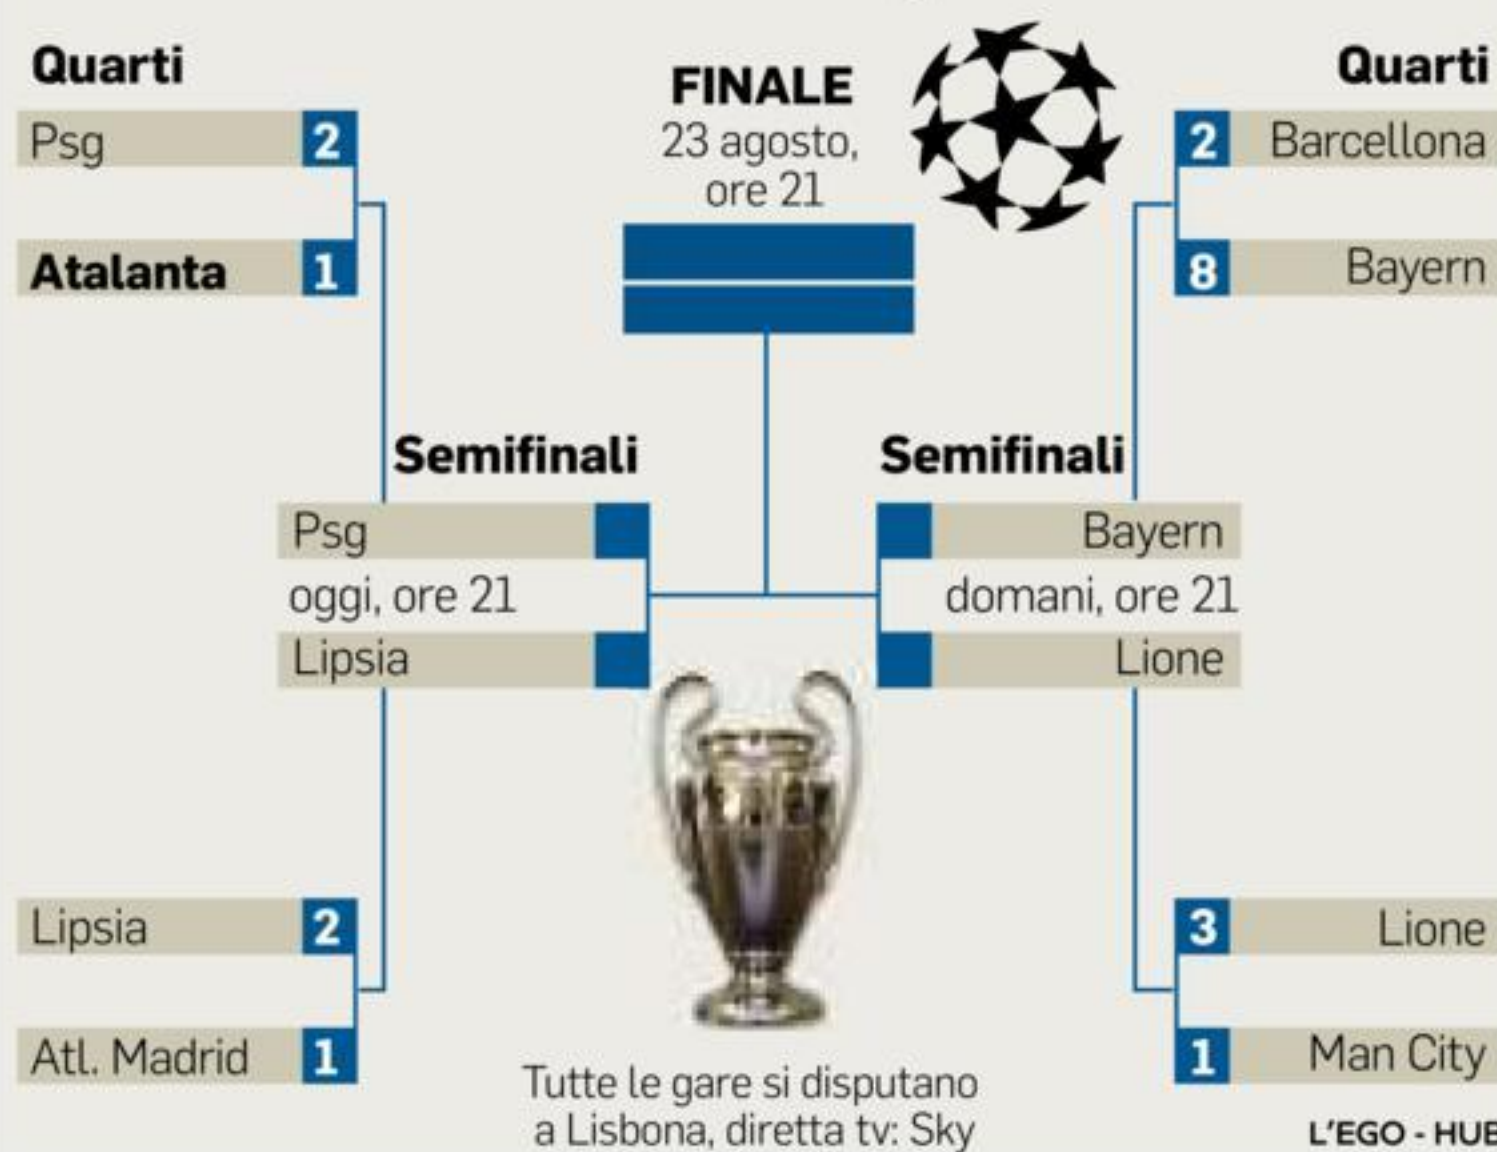 Quarti
Psg 2
Atalanta 1
FINALE
23 agosto,
ore 21
Quarti
2 Barcellona
8 Bayern
Semifinali
Psg
oggi, ore 21
Lipsia
Semifinali
Bayern
domani, ore 21
Lione
Lipsia 2
Atl. Madrid 1
3 Lione
1 Man City
Tutte le gare si disputano
a Lisbona, diretta tv: Sky
L'EGO - HUB